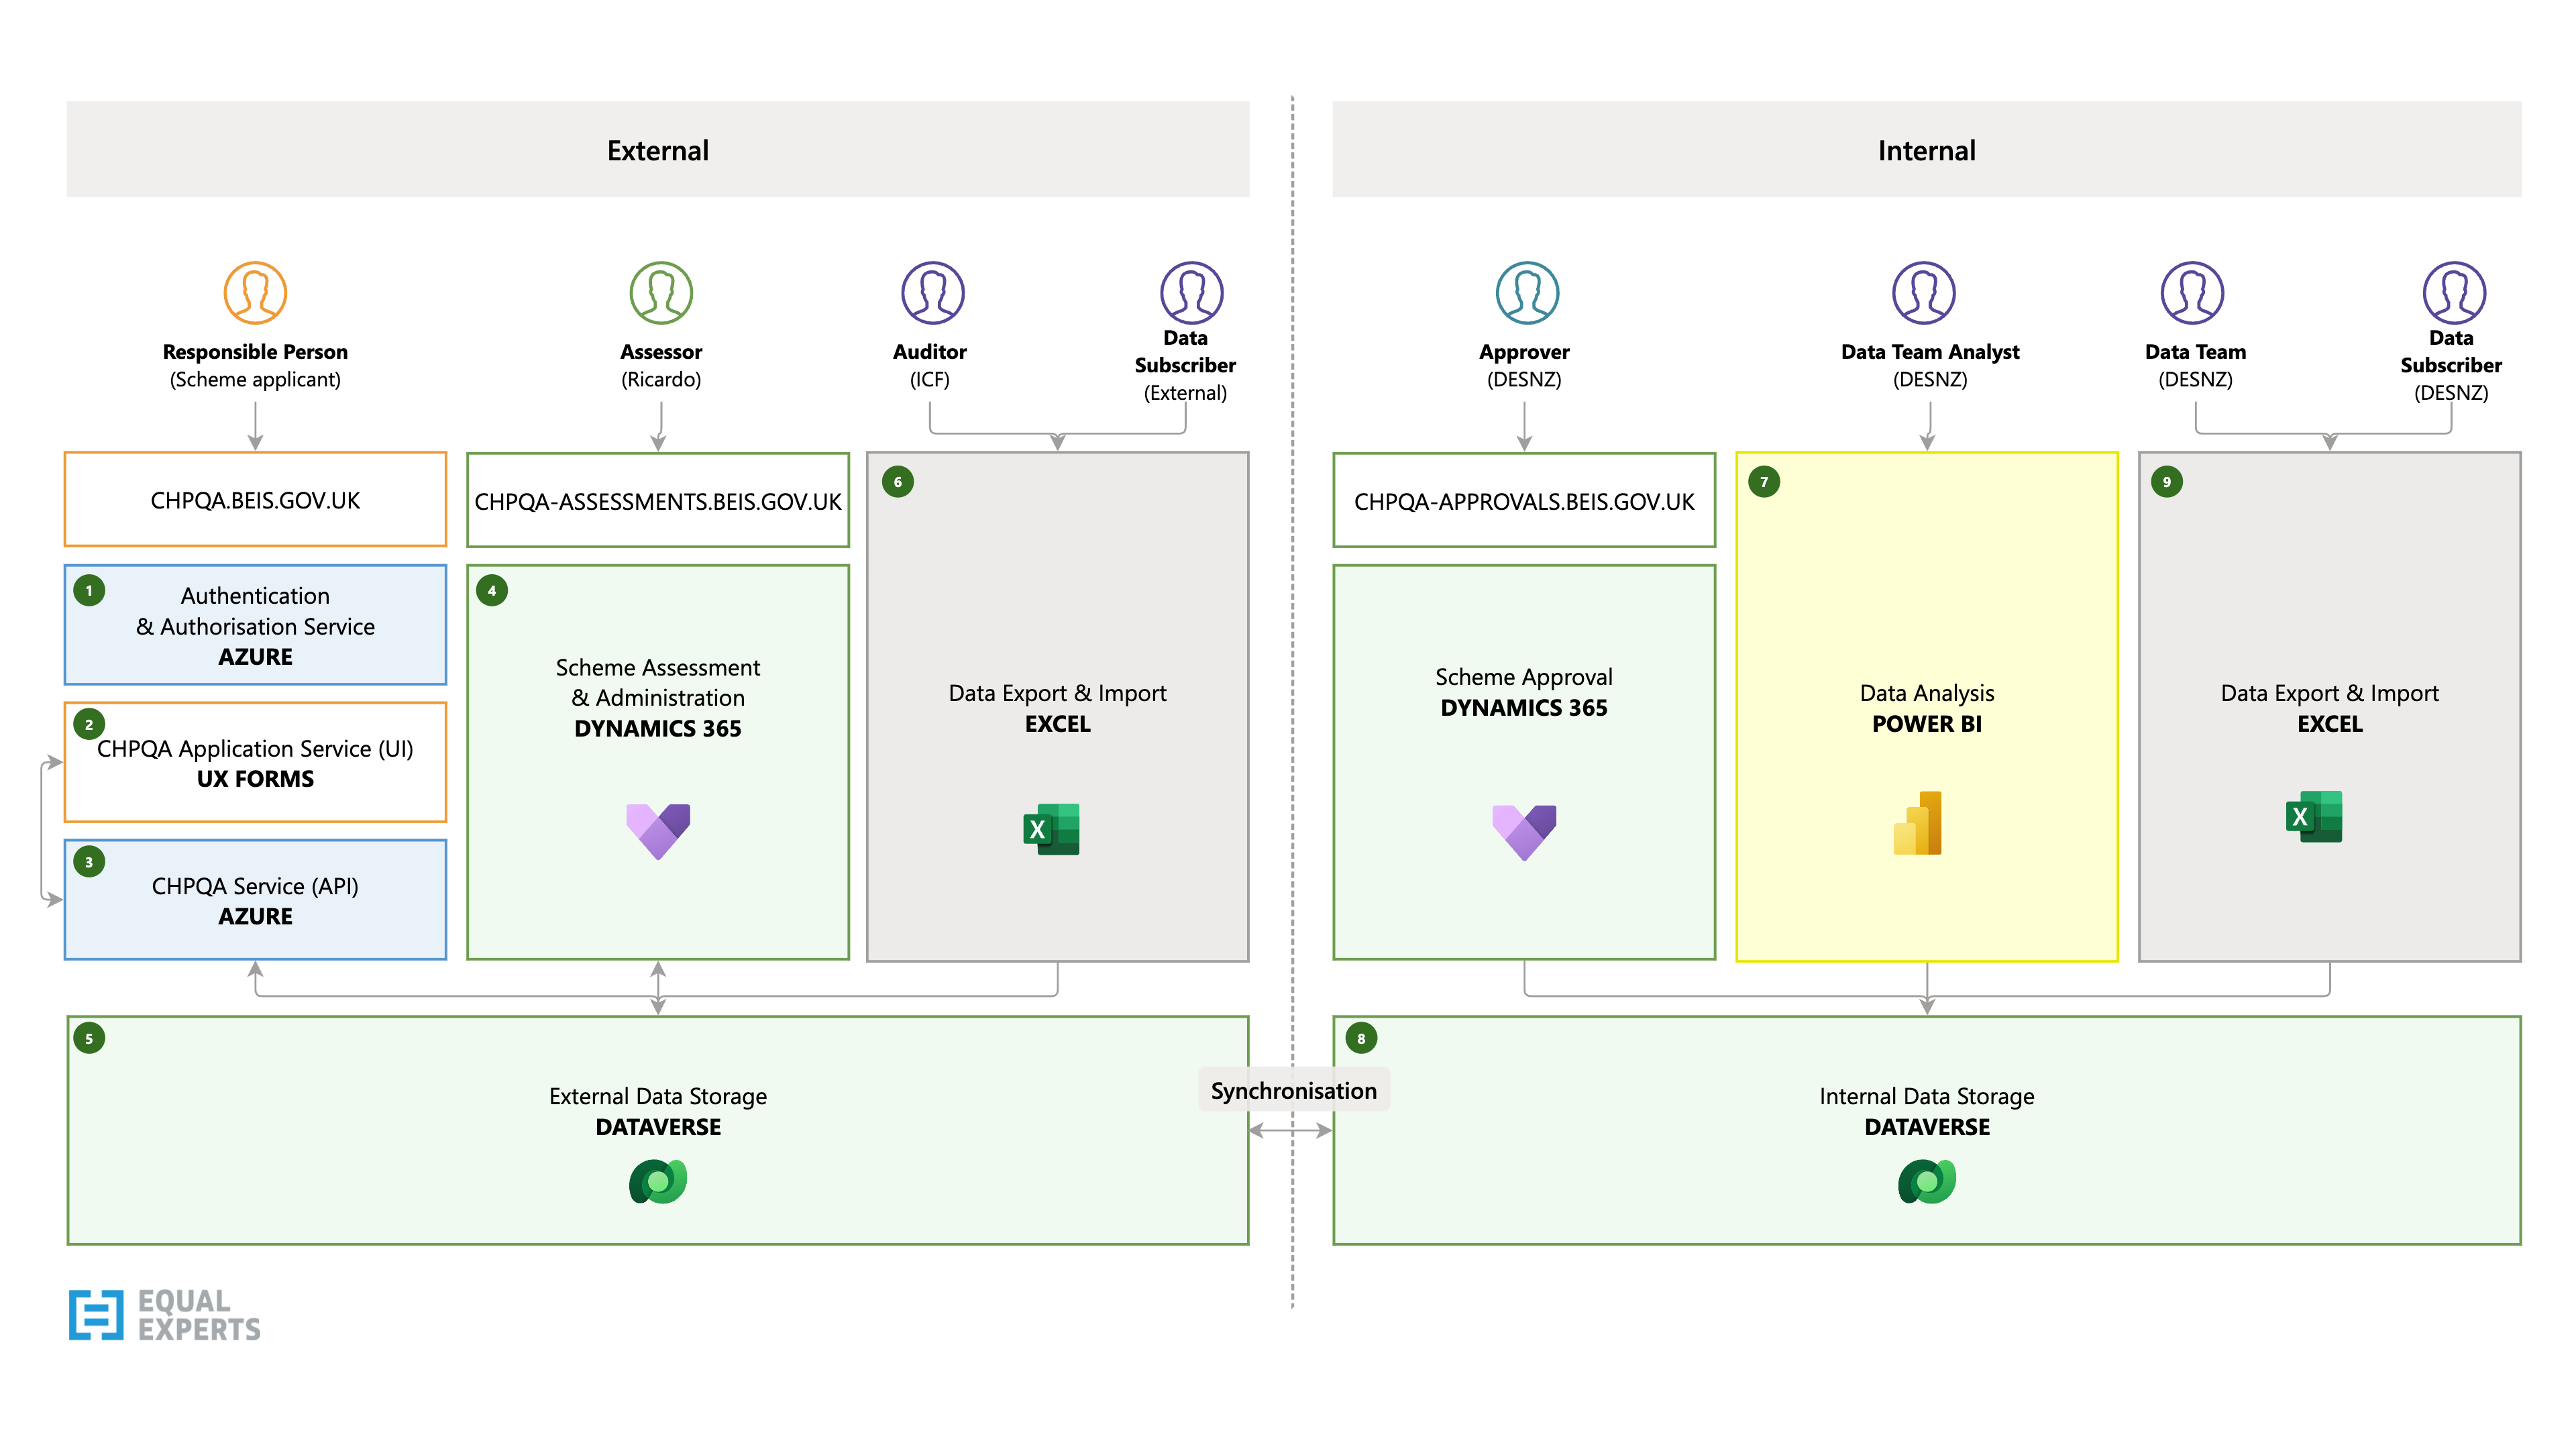 External
Internal
Responsible Person
(Scheme applicant)
Assessor
(Ricardo)
Auditor
(ICF)
Data
Subscriber
(External)
Approver
(DESNZ)
Data Team Analyst
(DESNZ)
Data Team
(DESNZ)
Data
Subscriber
(DESNZ)
CHPQA.BEIS.GOV.UK
1
Authentication
& Authorisation Service
AZURE
2
CHPQA Application Service (UI)
UX FORMS
3
CHPQA Service (API)
AZURE
CHPQA-ASSESSMENTS.BEIS.GOV.UK
4
Scheme Assessment
& Administration
DYNAMICS 365
6
Data Export & Import
EXCEL
X
CHPQA-APPROVALS.BEIS.GOV.UK
Scheme Approval
DYNAMICS 365
7
Data Analysis
POWER BI
9
Data Export & Import
EXCEL
X
5
External Data Storage
DATAVERSE
Synchronisation
8
Internal Data Storage
DATAVERSE
EQUAL
EXPERTS